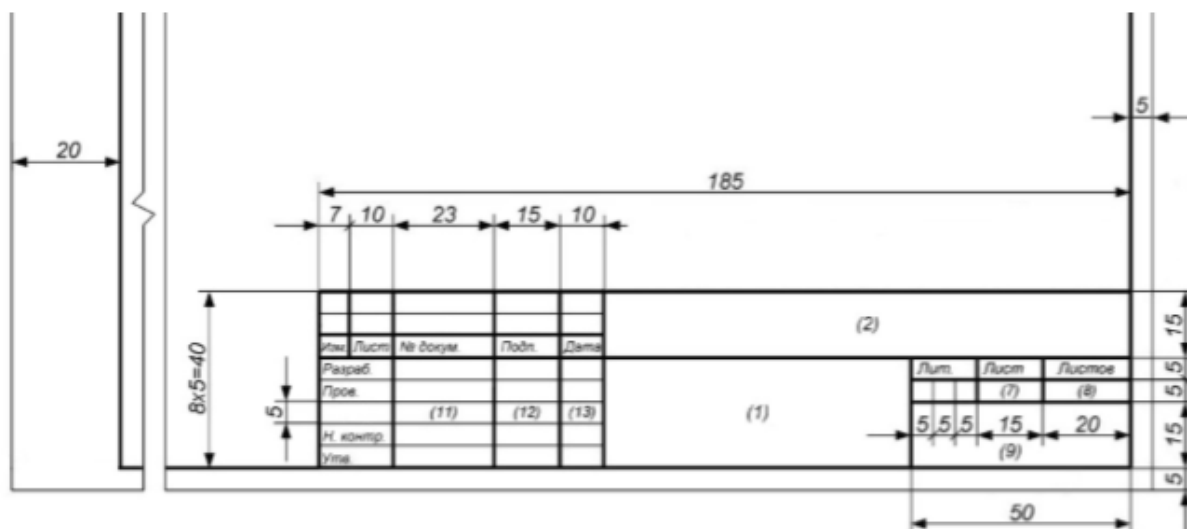 5
20
185
7 10 23 15 10
(2)
15
Изм. Лист № докум. Подп. Дата
Разраб. Лит. Лист Листов 5
Пров. (7) (8) 5
8x5=40 5 (11) (12) (13) (1) 5 5 5 15 20 15
Н. контр. (9)
Утв.
5
50